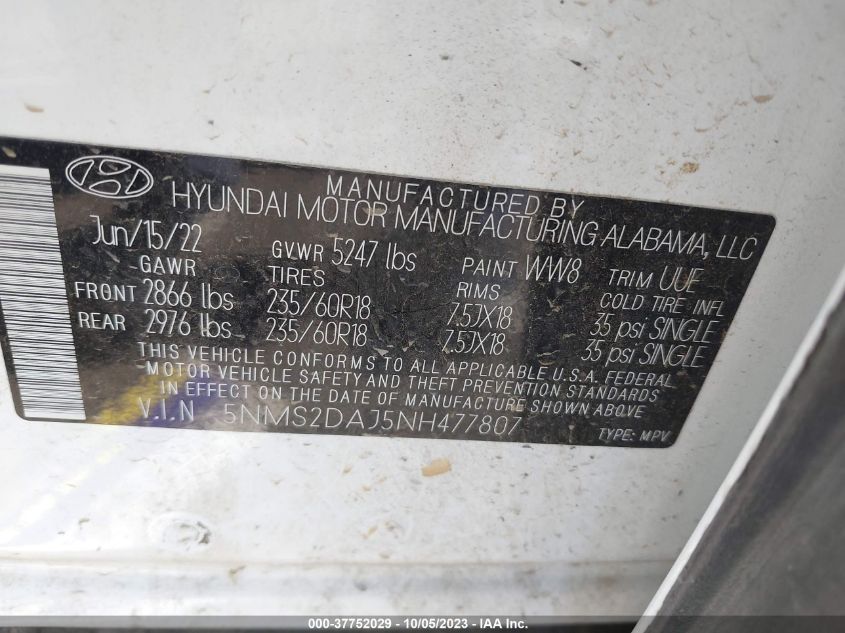 MANUFACTURED BY
HYUNDAI MOTOR MANUFACTURING ALABAMA, LLC
Jun/15/22 GVWR 5247 lbs PAINT WW8 TRIM UUE
GAWR TIRES RIMS COLD TIRE INFL
FRONT 2866 lbs 235/60R18 7.5JX18 35 psi SINGLE
REAR 2976 lbs 235/60R18 7.5JX18 35 psi SINGLE
THIS VEHICLE CONFORMS TO ALL APPLICABLE U.S.A. FEDERAL
MOTOR VEHICLE SAFETY AND THEFT PREVENTION STANDARDS
IN EFFECT ON THE DATE OF MANUFACTURE SHOWN ABOVE.
V.I.N 5NMS2DAJ5NH477807 TYPE: MPV
000-37752029 - 10/05/2023 - IAA Inc.